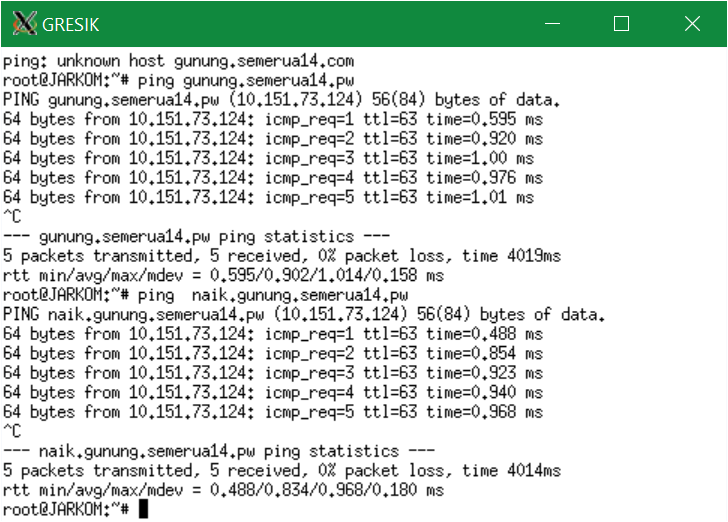 GRESIK
ping: unknown host gunung.semerua14.com
root@JARKOM:~# ping gunung.semerua14.pw
PING gunung.semerua14.pw (10.151.73.124) 56(84) bytes of data.
64 bytes from 10.151.73.124: icmp_req=1 ttl=63 time=0.595 ms
64 bytes from 10.151.73.124: icmp_req=2 ttl=63 time=0.920 ms
64 bytes from 10.151.73.124: icmp_req=3 ttl=63 time=1.00 ms
64 bytes from 10.151.73.124: icmp_req=4 ttl=63 time=0.976 ms
64 bytes from 10.151.73.124: icmp_req=5 ttl=63 time=1.01 ms
^C
--- gunung.semerua14.pw ping statistics ---
5 packets transmitted, 5 received, 0% packet loss, time 4019ms
rtt min/avg/max/mdev = 0.595/0.902/1.014/0.158 ms
root@JARKOM:~# ping  naik.gunung.semerua14.pw
PING naik.gunung.semerua14.pw (10.151.73.124) 56(84) bytes of data.
64 bytes from 10.151.73.124: icmp_req=1 ttl=63 time=0.488 ms
64 bytes from 10.151.73.124: icmp_req=2 ttl=63 time=0.854 ms
64 bytes from 10.151.73.124: icmp_req=3 ttl=63 time=0.923 ms
64 bytes from 10.151.73.124: icmp_req=4 ttl=63 time=0.940 ms
64 bytes from 10.151.73.124: icmp_req=5 ttl=63 time=0.968 ms
^C
--- naik.gunung.semerua14.pw ping statistics ---
5 packets transmitted, 5 received, 0% packet loss, time 4014ms
rtt min/avg/max/mdev = 0.488/0.834/0.968/0.180 ms
root@JARKOM:~#